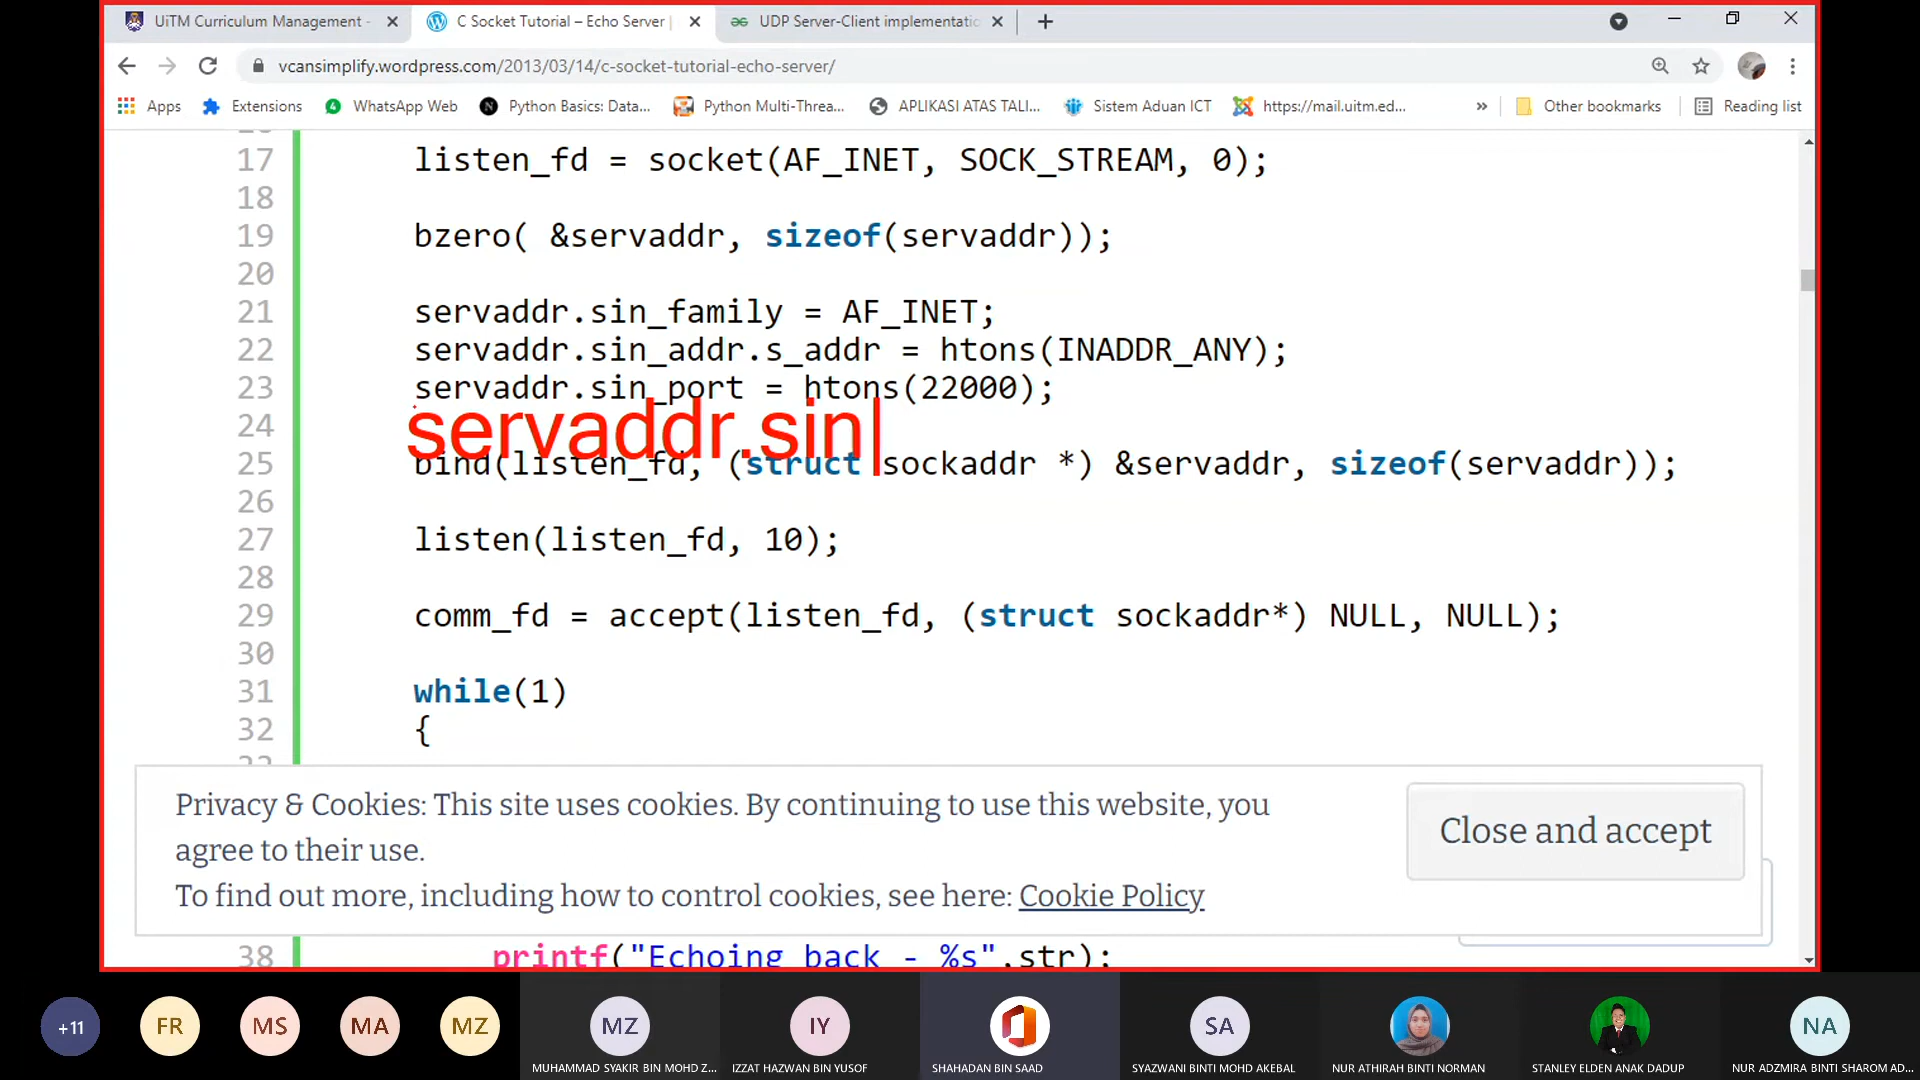 UiTM Curriculum Management -
C Socket Tutorial – Echo Server |
UDP Server-Client implementatio
vcansimplify.wordpress.com/2013/03/14/c-socket-tutorial-echo-server/
Apps
Extensions
WhatsApp Web
Python Basics: Data...
Python Multi-Threa...
APLIKASI ATAS TALI...
Sistem Aduan ICT
https://mail.uitm.ed...
»
Other bookmarks
Reading list
17 listen_fd = socket(AF_INET, SOCK_STREAM, 0);
18
19 bzero( &servaddr, sizeof(servaddr));
20
21 servaddr.sin_family = AF_INET;
22 servaddr.sin_addr.s_addr = htons(INADDR_ANY);
23 servaddr.sin_port = htons(22000);
servaddr.sin
24
25 bind(listen_fd, (struct sockaddr *) &servaddr, sizeof(servaddr));
26
27 listen(listen_fd, 10);
28
29 comm_fd = accept(listen_fd, (struct sockaddr*) NULL, NULL);
30
31 while(1)
32 {
Privacy & Cookies: This site uses cookies. By continuing to use this website, you
agree to their use.
To find out more, including how to control cookies, see here: Cookie Policy
Close and accept
38 printf("Echoing back - %s",str);
+11
FR
MS
MA
MZ
MZ
MUHAMMAD SYAKIR BIN MOHD Z...
IY
IZZAT HAZWAN BIN YUSOF
SHAHADAN BIN SAAD
SA
SYAZWANI BINTI MOHD AKEBAL
NUR ATHIRAH BINTI NORMAN
STANLEY ELDEN ANAK DADUP
NA
NUR ADZMIRA BINTI SHAROM AD...